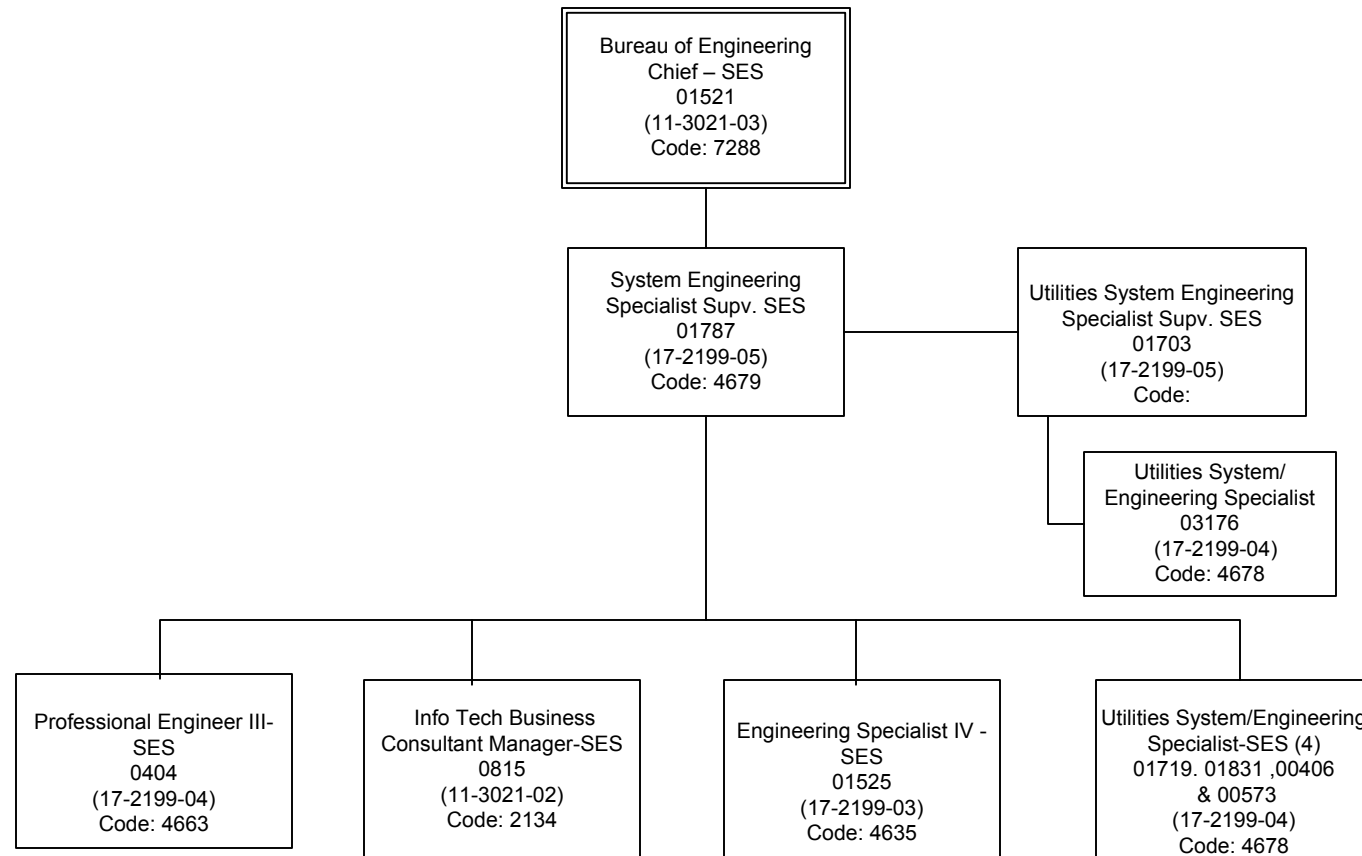 Bureau of Engineering
Chief – SES
01521
(11-3021-03)
Code: 7288
System Engineering
Specialist Supv. SES
01787
(17-2199-05)
Code: 4679
Utilities System Engineering
Specialist Supv. SES
01703
(17-2199-05)
Code:
Utilities System/
Engineering Specialist
03176
(17-2199-04)
Code: 4678
Professional Engineer III-
SES
0404
(17-2199-04)
Code: 4663
Info Tech Business
Consultant Manager-SES
0815
(11-3021-02)
Code: 2134
Engineering Specialist IV -
SES
01525
(17-2199-03)
Code: 4635
Utilities System/Engineering
Specialist-SES (4)
01719. 01831 ,00406
& 00573
(17-2199-04)
Code: 4678